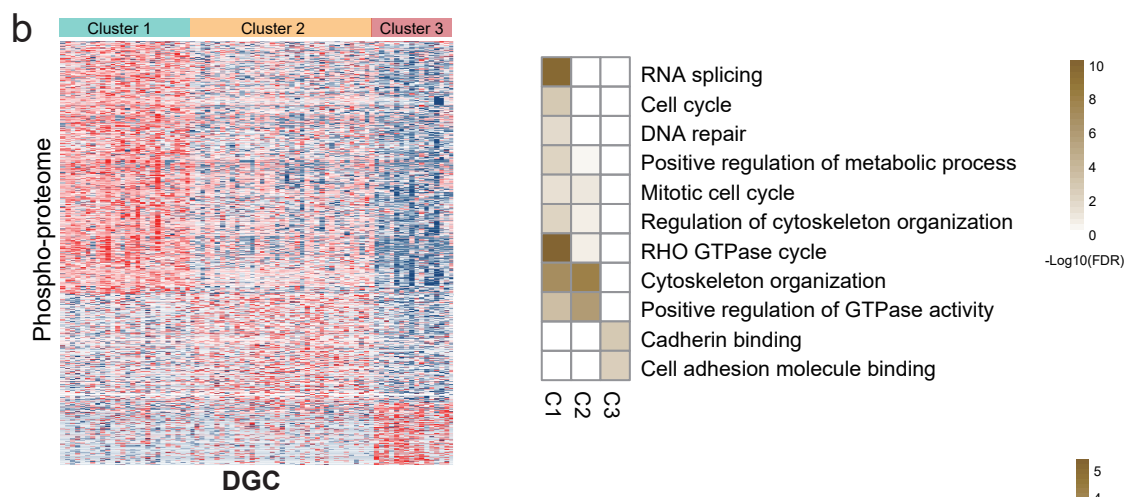 b
Cluster 1
Cluster 2
Cluster 3
Phospho-proteome
DGC
RNA splicing
Cell cycle
DNA repair
Positive regulation of metabolic process
Mitotic cell cycle
Regulation of cytoskeleton organization
RHO GTPase cycle
Cytoskeleton organization
Positive regulation of GTPase activity
Cadherin binding
Cell adhesion molecule binding
C1
C2
C3
10
8
6
4
2
0
-Log10(FDR)
5
4